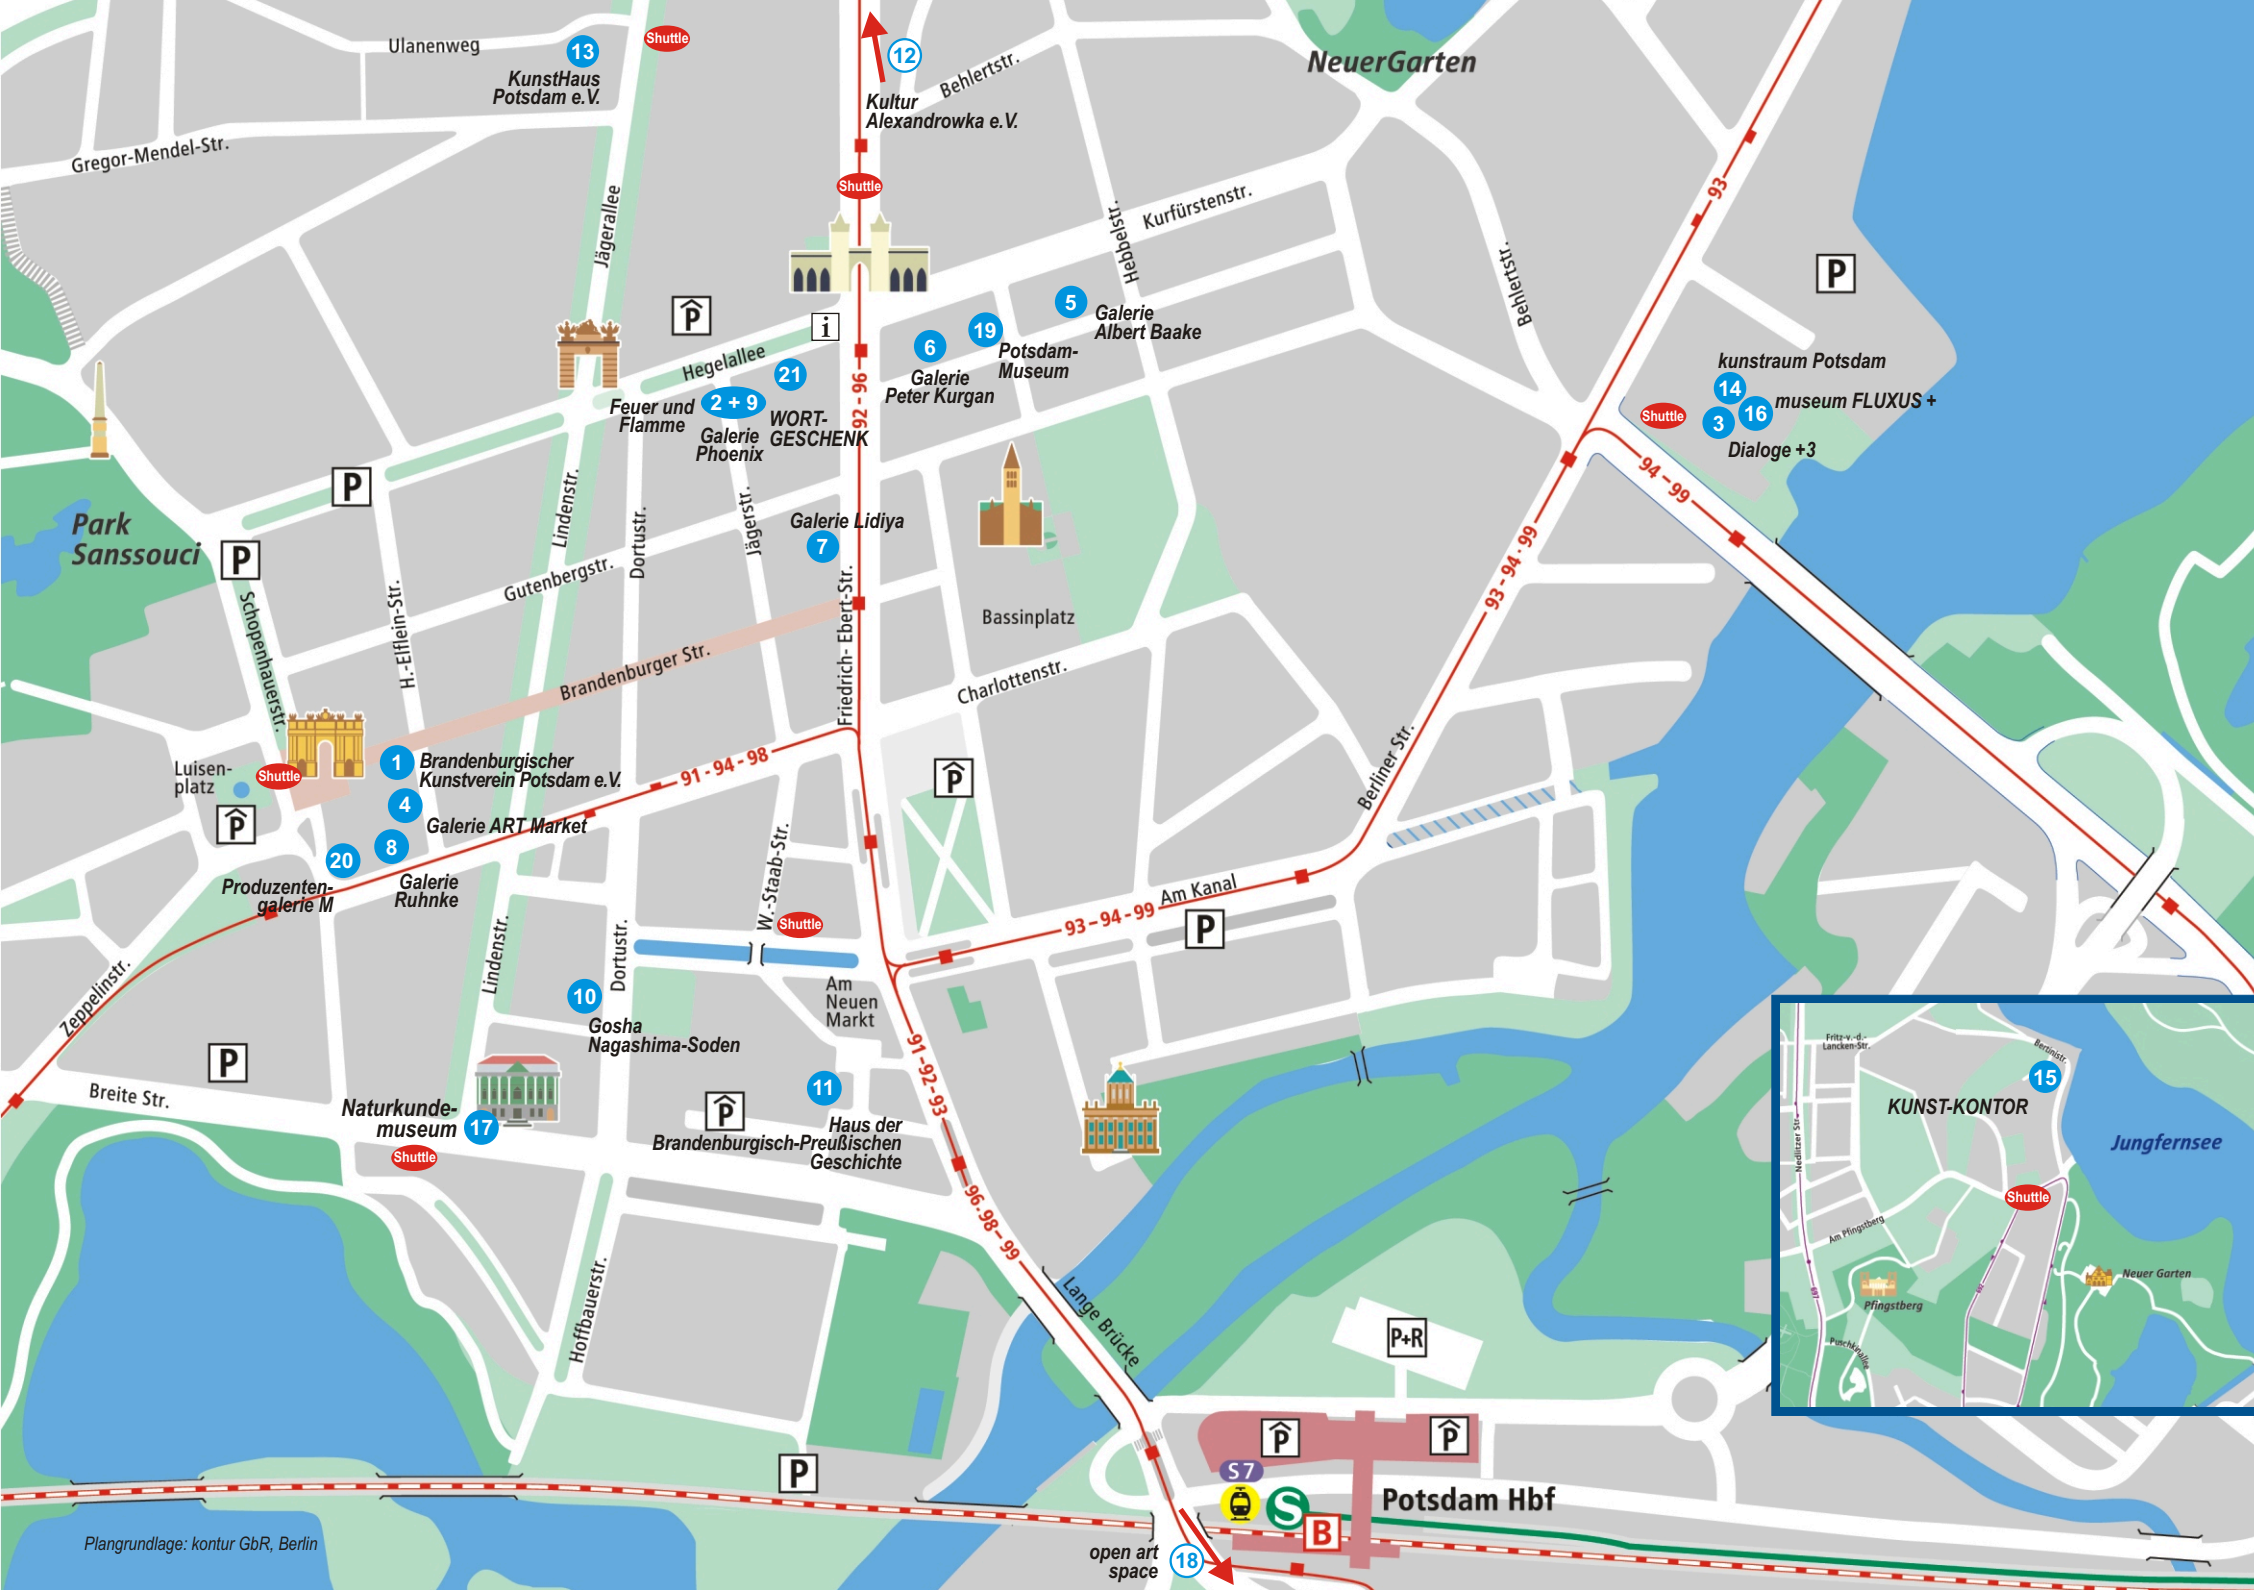 Ulanenweg
13
KunstHaus
Potsdam e.V.
Shuttle
12
Kultur
Alexandrowka e.V.
Behlertstr.
NeuerGarten
Gregor-Mendel-Str.
Jägerallee
Shuttle
Hebbelstr.
Kurfürstenstr.
Behlertstr.
93
P
P
i
Hegelallee
21
2 + 9
Feuer und
Flamme
Galerie
Phoenix
WORT-
GESCHENK
92 - 96
6
Galerie
Peter Kurgan
19
Potsdam-
Museum
5
Galerie
Albert Baake
kunstraum Potsdam
14
Shuttle
3
16
museum FLUXUS +
Dialoge +3
94 – 99
P
Park
Sanssouci
P
Schopenhauerstr.
H.-Elflein-Str.
Lindenstr.
Dortustr.
Jägerstr.
Gutenbergstr.
Galerie Lidiya
7
Friedrich- Ebert-Str.
Bassinplatz
93 - 94 · 99
Brandenburger Str.
Charlottenstr.
Berliner Str.
Luisen-
platz
Shuttle
P
1
Brandenburgischer
Kunstverein Potsdam e.V.
4
Galerie ART Market
8
20
Produzenten-
galerie M
Galerie
Ruhnke
91 - 94 - 98
P
W.-Staab-Str.
Shuttle
Am Kanal
93 – 94 – 99
P
Zeppelinstr.
Lindenstr.
Dortustr.
10
Gosha
Nagashima-Soden
Am
Neuen
Markt
P
Breite Str.
Naturkunde-
museum
17
Shuttle
P
11
Haus der
Brandenburgisch-Preußischen
Geschichte
91 - 92 - 93
96.98 – 99
Hoffbauerstr.
Lange Brücke
Fritz-v.-d.-
Lancken-Str.
Bertinistr.
15
KUNST-KONTOR
Nedlitzer Str.
Jungfernsee
Shuttle
Am Pfingstberg
Neuer Garten
Pfingstberg
Puschkinallee
P+R
P
P
P
S 7
S
B
Potsdam Hbf
open art
space
18
Plangrundlage: kontur GbR, Berlin